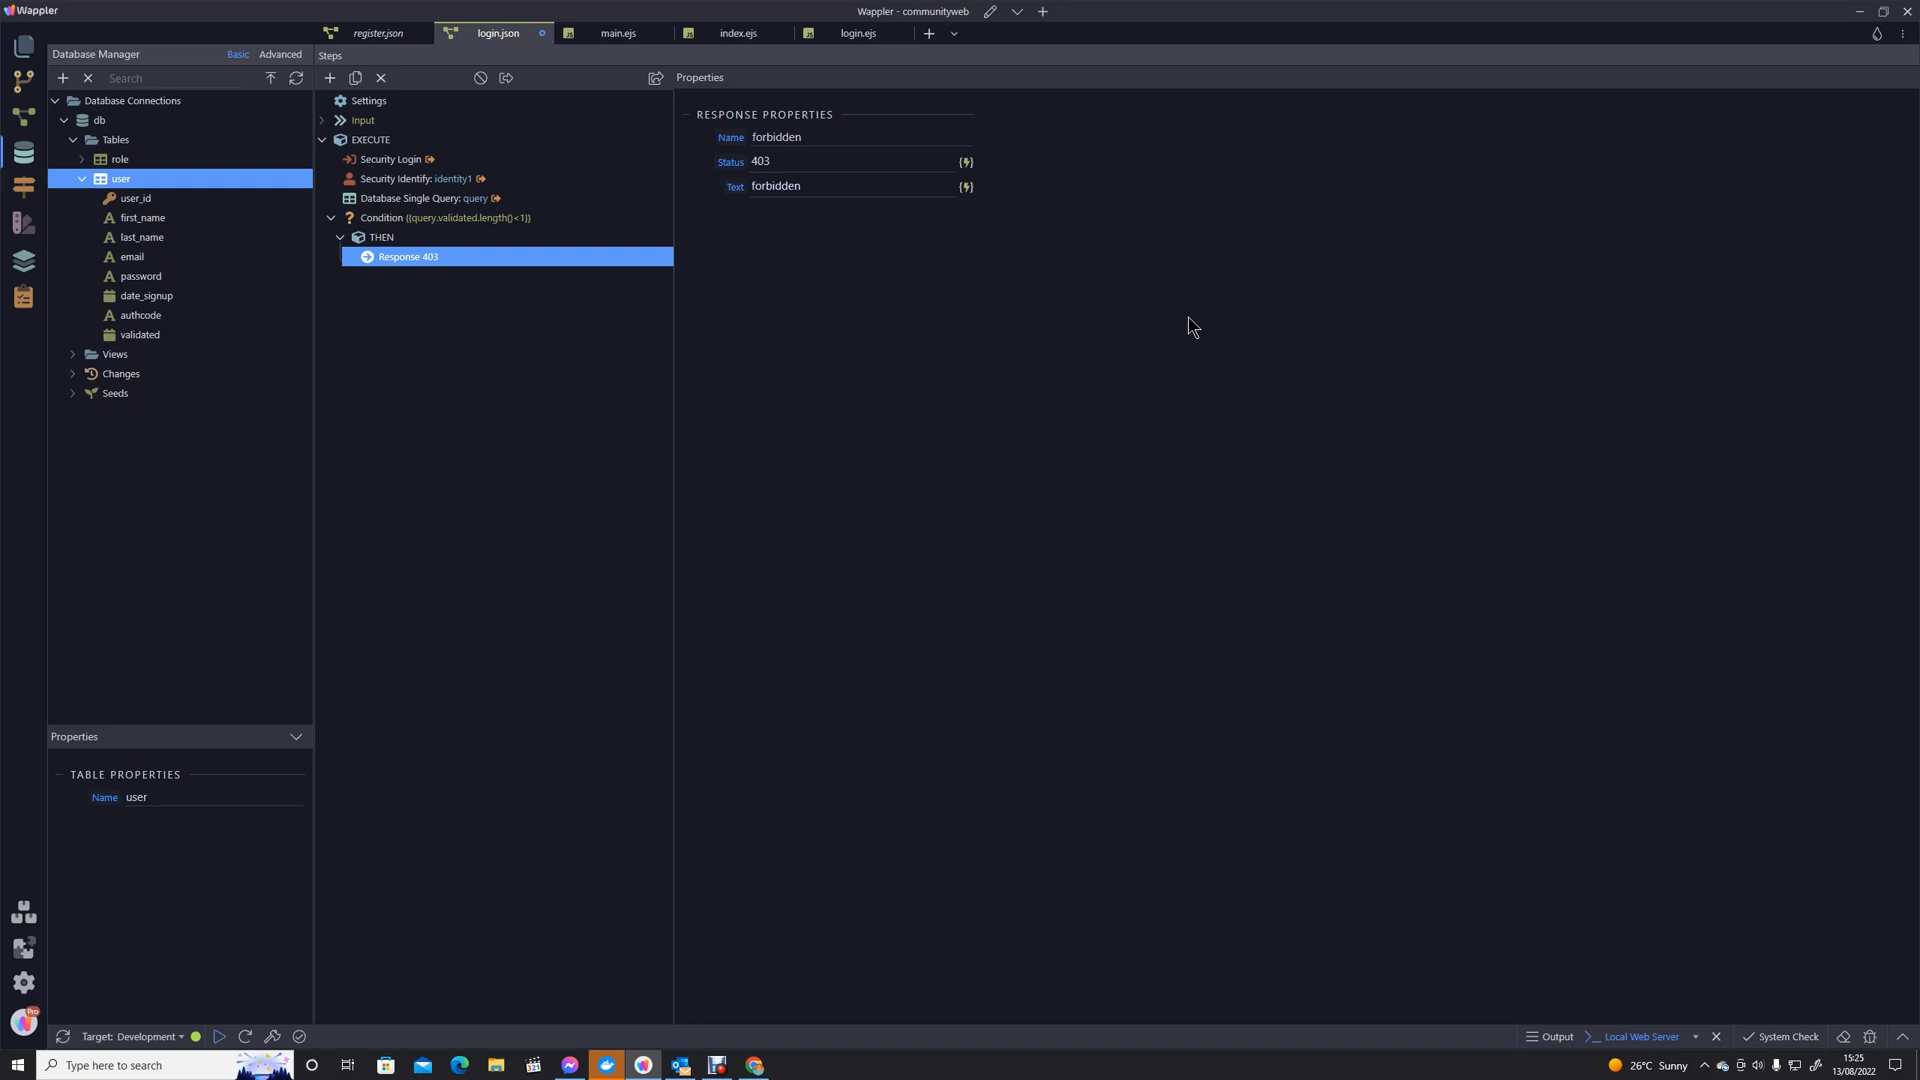 Wappler
Wappler - communityweb
register.json
login.json
main.ejs
index.ejs
login.ejs
Database Manager
Basic
Advanced
Steps
Search
Properties
Database Connections
db
Tables
role
user
user_id
first_name
last_name
email
password
date_signup
authcode
validated
Views
Changes
Seeds
Settings
Input
EXECUTE
Security Login
Security Identify: identity1
Database Single Query: query
Condition {{query.validated.length()<1}}
THEN
Response 403
RESPONSE PROPERTIES
Name forbidden
Status 403
Text forbidden
Properties
TABLE PROPERTIES
Name user
Pro
Target: Development
Output
Local Web Server
System Check
Type here to search
321
26°C Sunny
15:25
13/08/2022